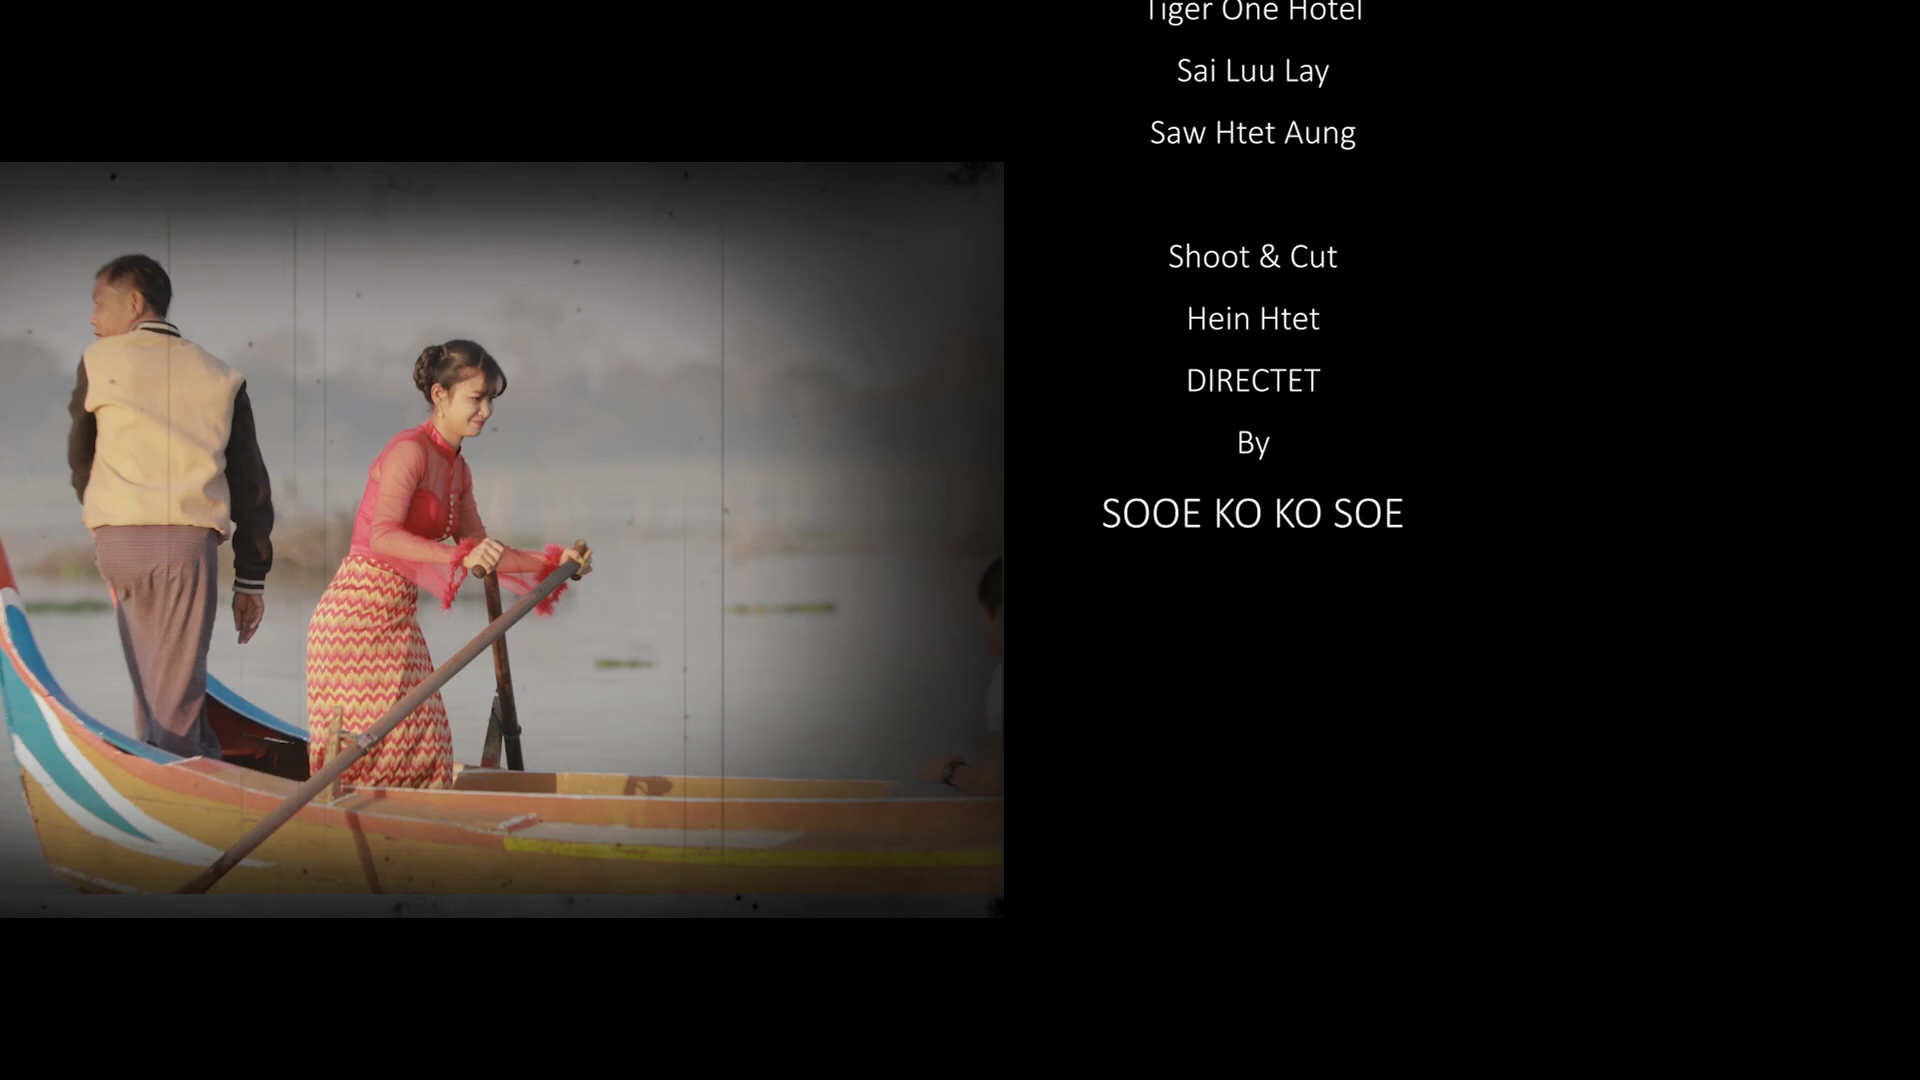 Tiger One Hotel
Sai Luu Lay
Saw Htet Aung
Shoot & Cut
Hein Htet
DIRECTET
By
SOOE KO KO SOE